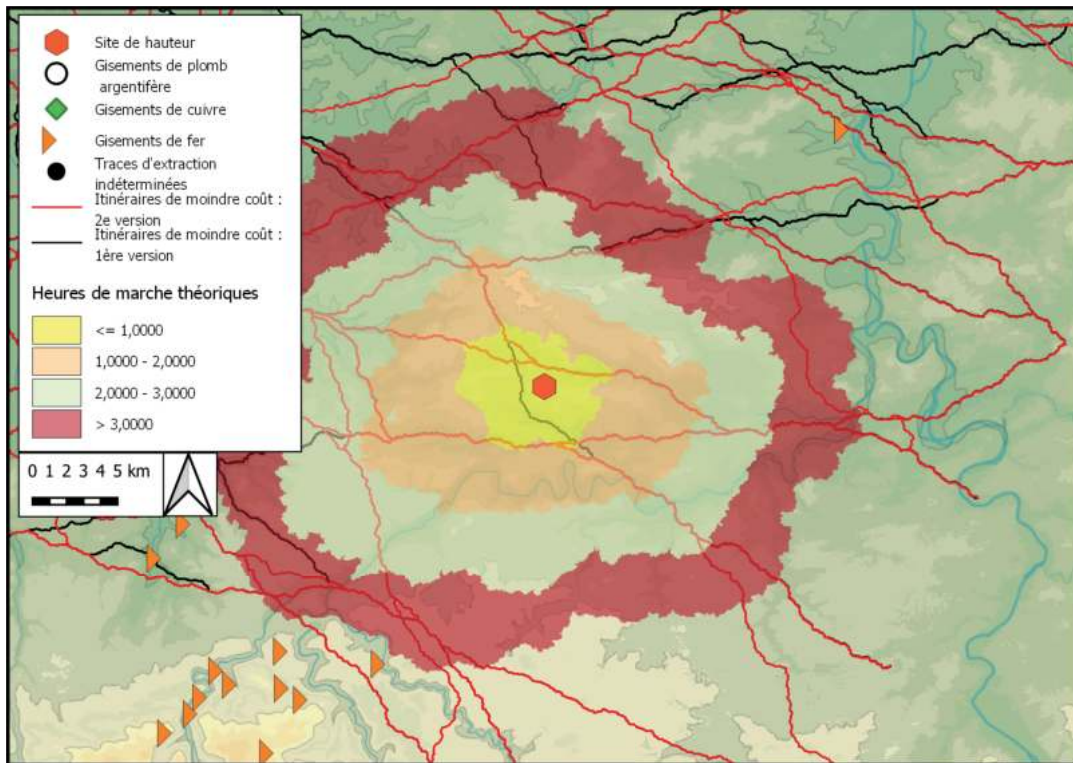 Site de hauteur
Gisements de plomb
argentifère
Gisements de cuivre
Gisements de fer
Traces d'extraction
indéterminées
Itinéraires de moindre coût :
2e version
Itinéraires de moindre coût :
1ère version
Heures de marche théoriques
<= 1,0000
1,0000 - 2,0000
2,0000 - 3,0000
> 3,0000
0 1 2 3 4 5 km